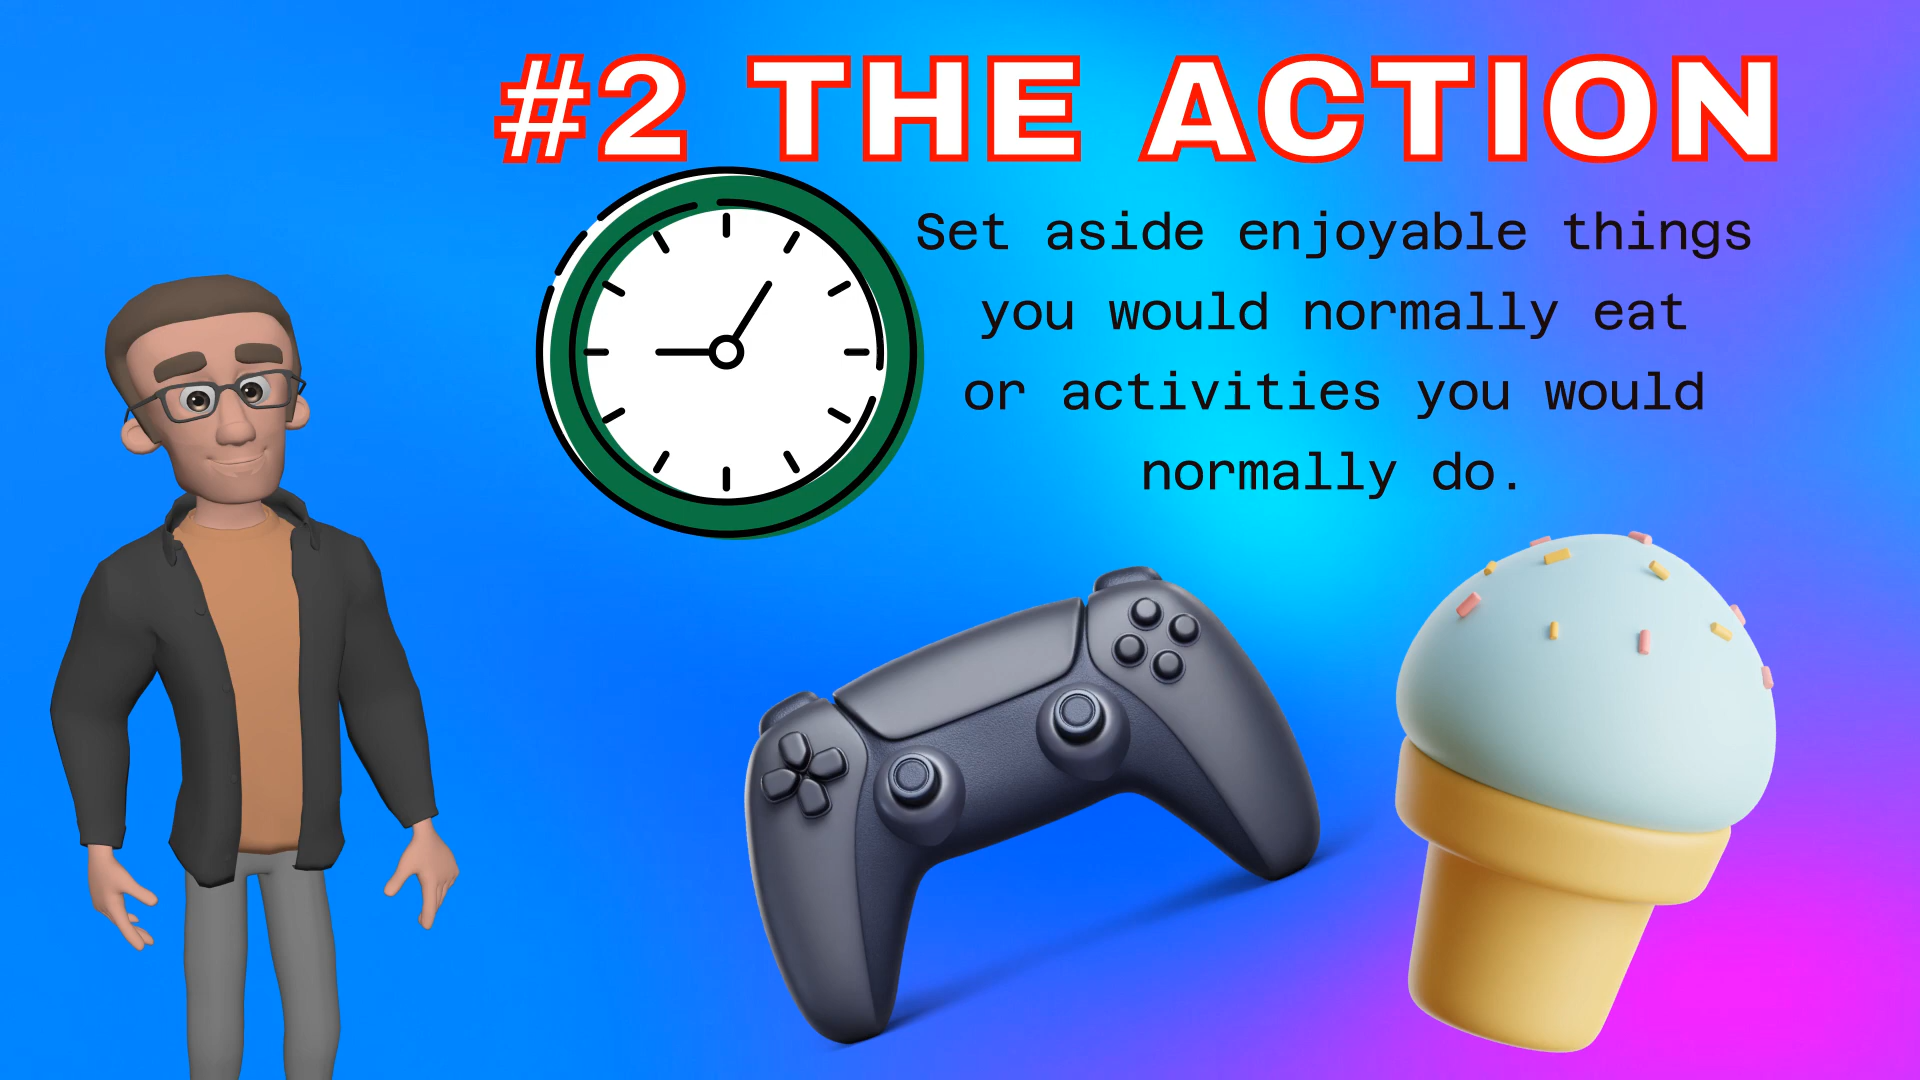 #2 THE ACTION
Set aside enjoyable things
you would normally eat
or activities you would
normally do.